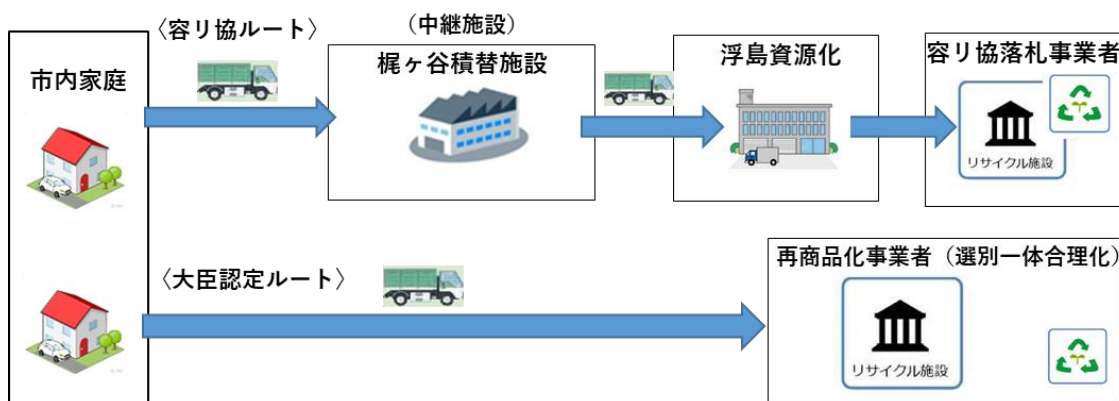 〈容リ協ルート〉
（中継施設）
市内家庭
梶ヶ谷積替施設
浮島資源化
容リ協落札事業者
リサイクル施設
〈大臣認定ルート〉
再商品化事業者（選別一体合理化）
リサイクル施設